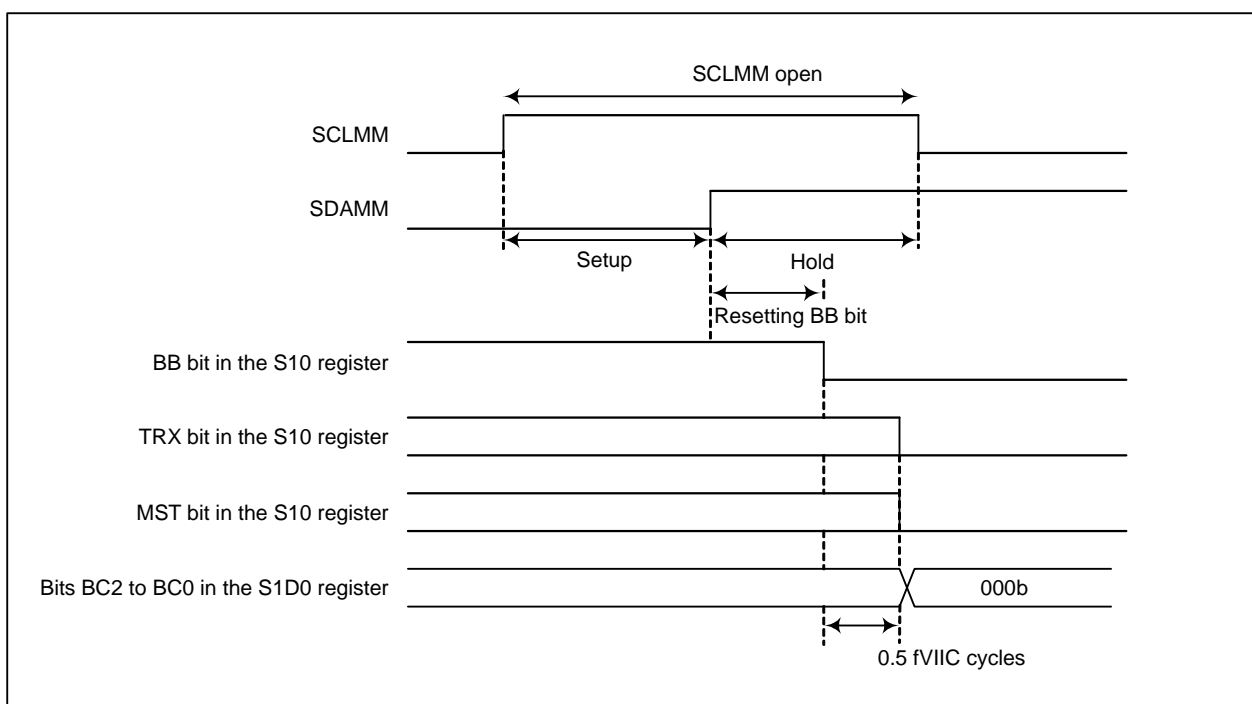 SCLMM open
SCLMM
SDAMM
Setup
Hold
Resetting BB bit
BB bit in the S10 register
TRX bit in the S10 register
MST bit in the S10 register
Bits BC2 to BC0 in the S1D0 register
000b
0.5 fVIIC cycles